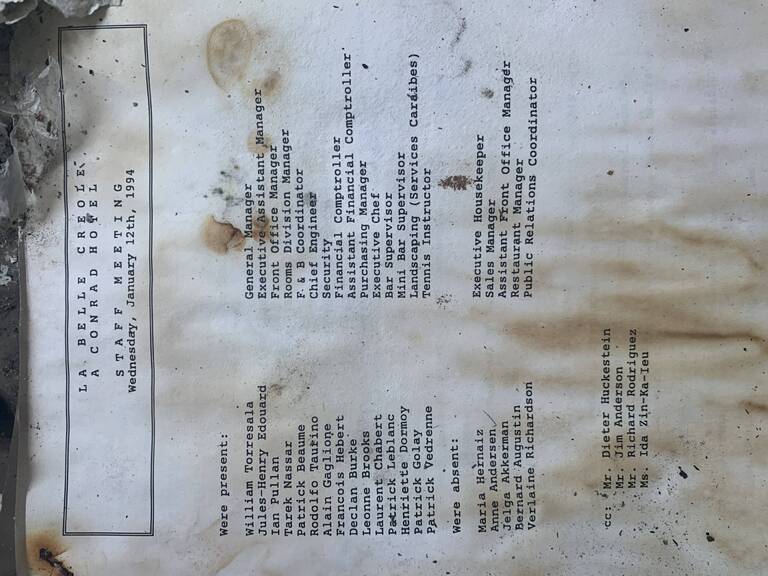 LA BELLE CREOLE
A CONRAD HOTEL
STAFF MEETING
Wednesday, January 12th, 1994
Were present:
William Torresala General Manager
Jules-Henry Edouard Executive Assistant Manager
Ian Pullan Front Office Manager
Tarek Nassar Rooms Division Manager
Patrick Beaume F. & B Coordinator
Rodolfo Taufino Chief Engineer
Alain Gaglione Security
Francois Hebert Financial Comptroller
Declan Burke Assistant Financial Comptroller
Leonne Brooks Purchasing Manager
Laurent Chabert Executive Chef
Patrick Leblanc Bar Supervisor
Henriette Dormoy Mini Bar Supervisor
Patrick Golay Landscaping (Services Caraibes)
Patrick Vedrenne Tennis Instructor
Were absent:
Maria Hernaiz Executive Housekeeper
Anne Andersen Sales Manager
Jelga Akkerman Assistant Front Office Manager
Bernard Augustin Restaurant Manager
Verlaine Richardson Public Relations Coordinator
cc: Mr. Dieter Huckestein
Mr. Jim Anderson
Mr. Richard Rodriguez
Ms. Ida Zin-Ka-Ieu